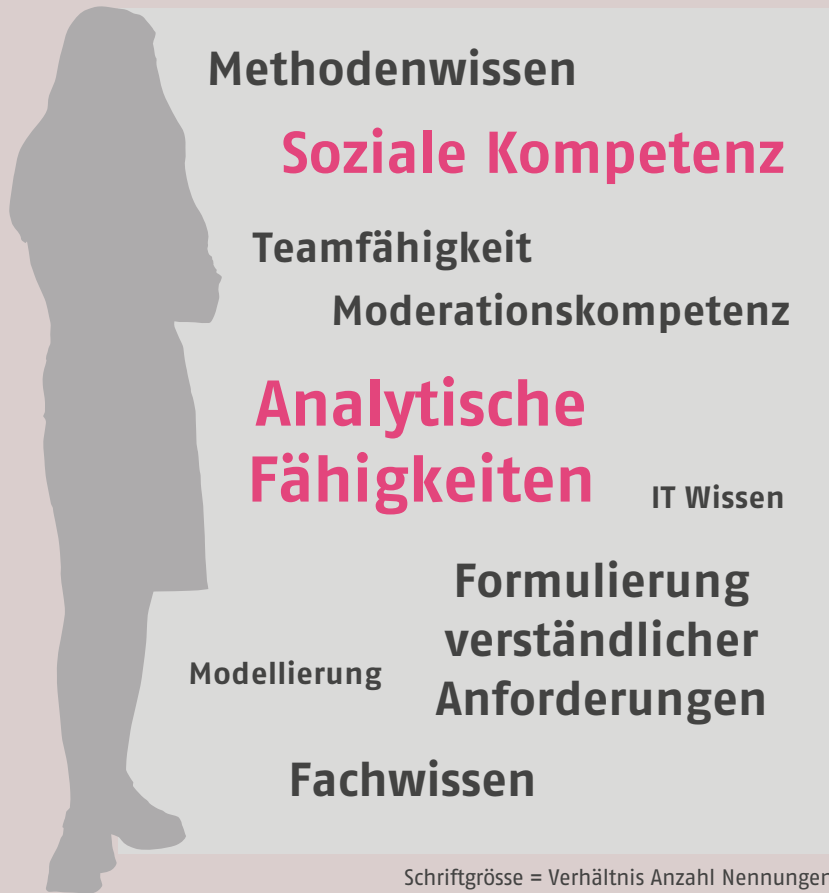 Methodenwissen
Soziale Kompetenz
Teamfähigkeit
Moderationskompetenz
Analytische
Fähigkeiten
IT Wissen
Formulierung
verständlicher
Anforderungen
Modellierung
Fachwissen
Schriftgrösse = Verhältnis Anzahl Nennungen